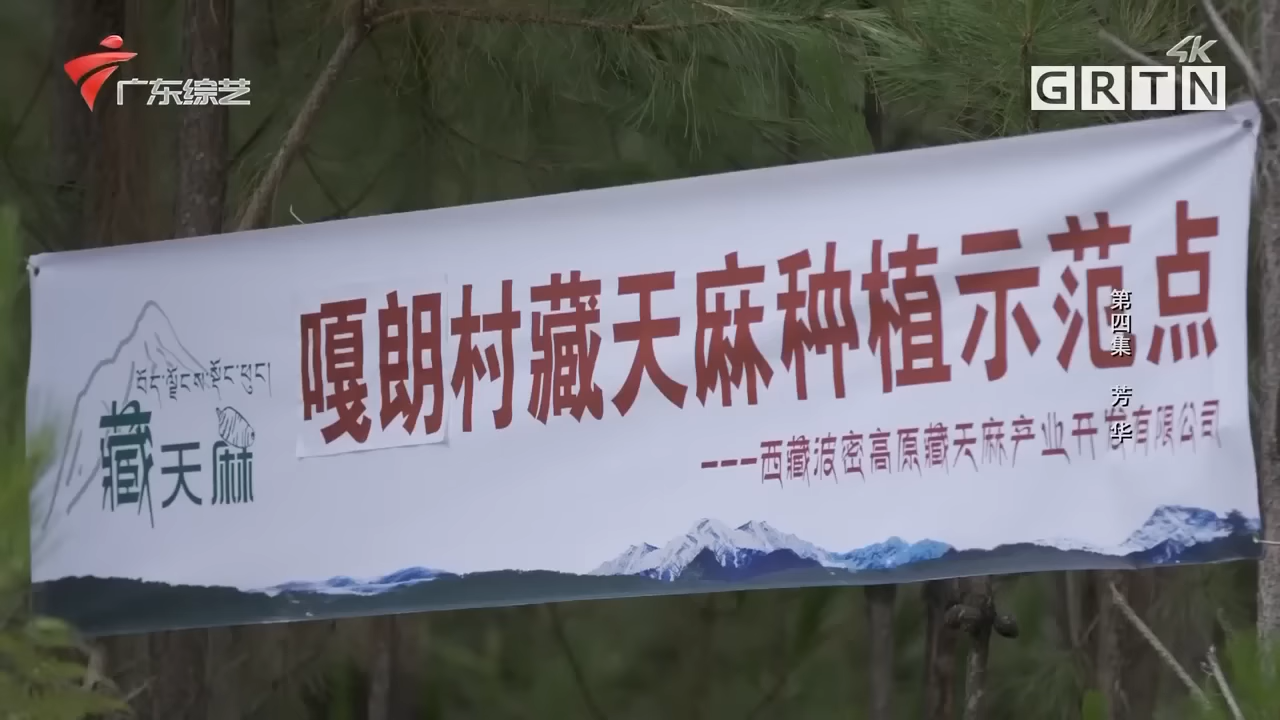 广东综艺
4K
GRTN
嘎朗村藏天麻种植示范点
བོད་ལྗོངས་སྟོང་ཕུང།
藏天麻
---西藏波密高原藏天麻产业开发有限公司
第四集 芳华